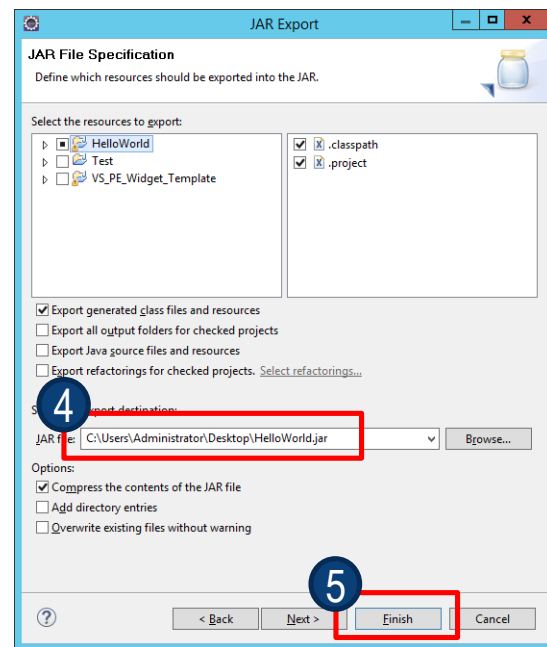 JAR Export
JAR File Specification
Define which resources should be exported into the JAR.
Select the resources to export:
HelloWorld
Test
VS_PE_Widget_Template
.classpath
.project
Export generated class files and resources
Export all output folders for checked projects
Export Java source files and resources
Export refactorings for checked projects. Select refactorings...
4
export destination:
JAR file: C:\Users\Administrator\Desktop\HelloWorld.jar Browse...
Options:
Compress the contents of the JAR file
Add directory entries
Overwrite existing files without warning
5
? < Back Next > Finish Cancel